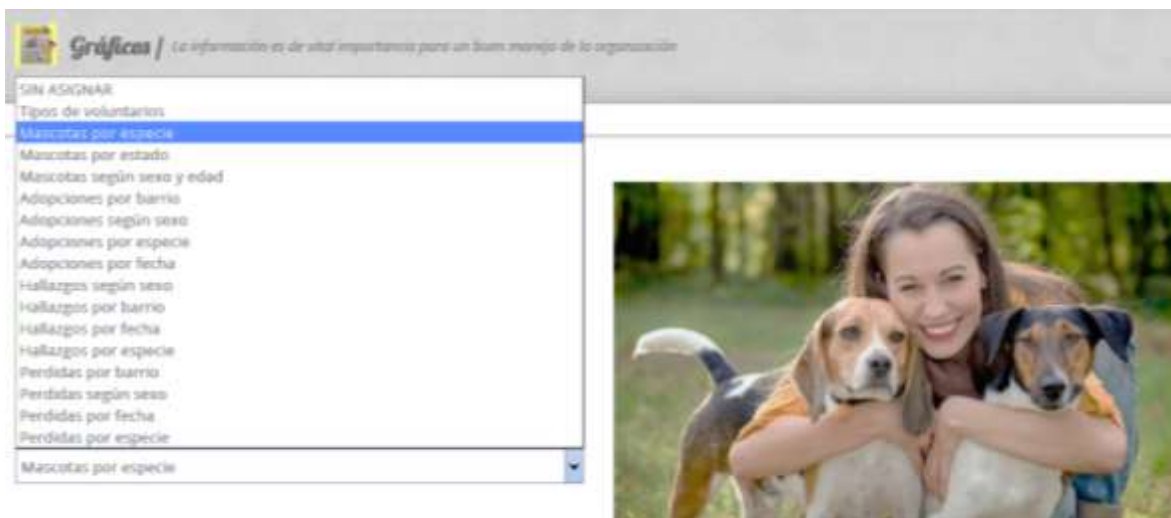 Gráficas / La información es de vital importancia para un buen manejo de la organización
SIN ASIGNAR
Tipos de voluntarios
Mascotas por especie
Mascotas por estado
Mascotas según sexo y edad
Adopciones por barrio
Adopciones según sexo
Adopciones por especie
Adopciones por fecha
Hallazgos según sexo
Hallazgos por barrio
Hallazgos por fecha
Hallazgos por especie
Perdidas por barrio
Perdidas según sexo
Perdidas por fecha
Perdidas por especie
Mascotas por especie